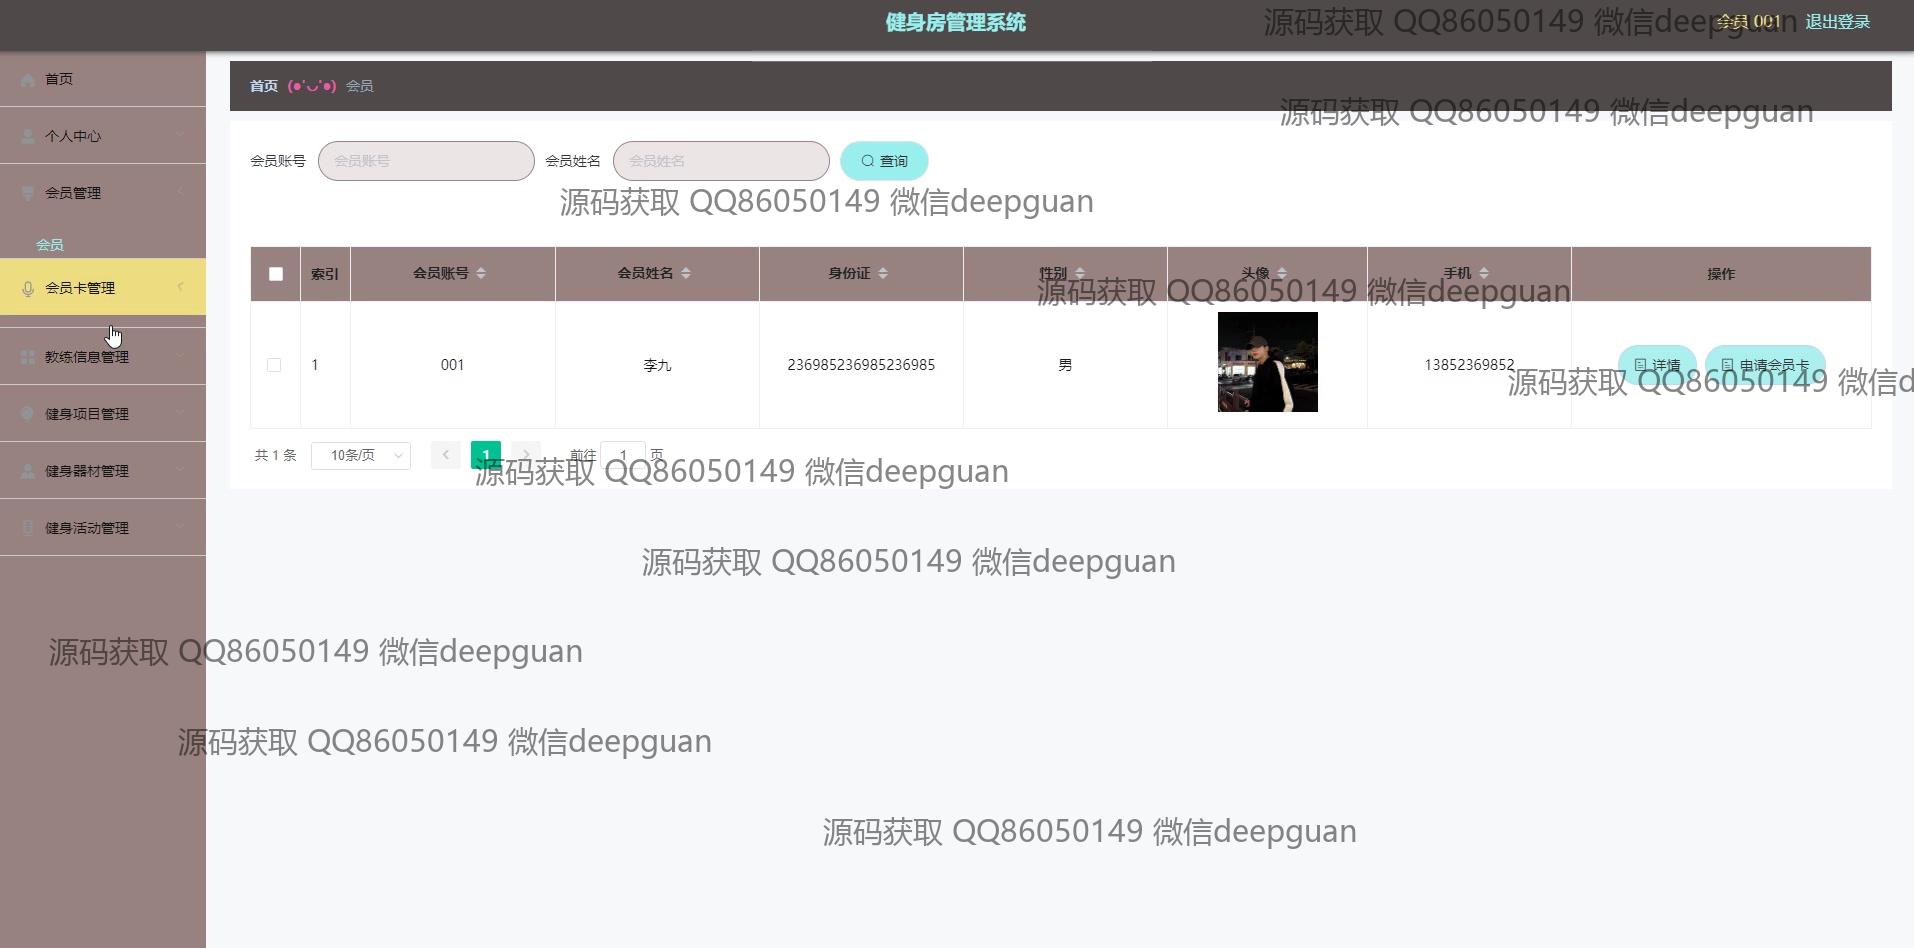 健身房管理系统
会员 001
退出登录
源码获取 QQ86050149 微信deepguan
首页
个人中心
会员管理
会员
会员卡管理
教练信息管理
健身项目管理
健身器材管理
健身活动管理
首页 (●'◡'●) 会员
源码获取 QQ86050149 微信deepguan
会员账号 会员账号 会员姓名 会员姓名 查询
源码获取 QQ86050149 微信deepguan
索引 会员账号 会员姓名 身份证 性别 头像 手机 操作
源码获取 QQ86050149 微信deepguan
1 001 李九 236985236985236985 男 13852369852 详情 申请会员卡
源码获取 QQ86050149 微信d
共 1 条 10条/页 1 前往 1 页
源码获取 QQ86050149 微信deepguan
源码获取 QQ86050149 微信deepguan
源码获取 QQ86050149 微信deepguan
源码获取 QQ86050149 微信deepguan
源码获取 QQ86050149 微信deepguan